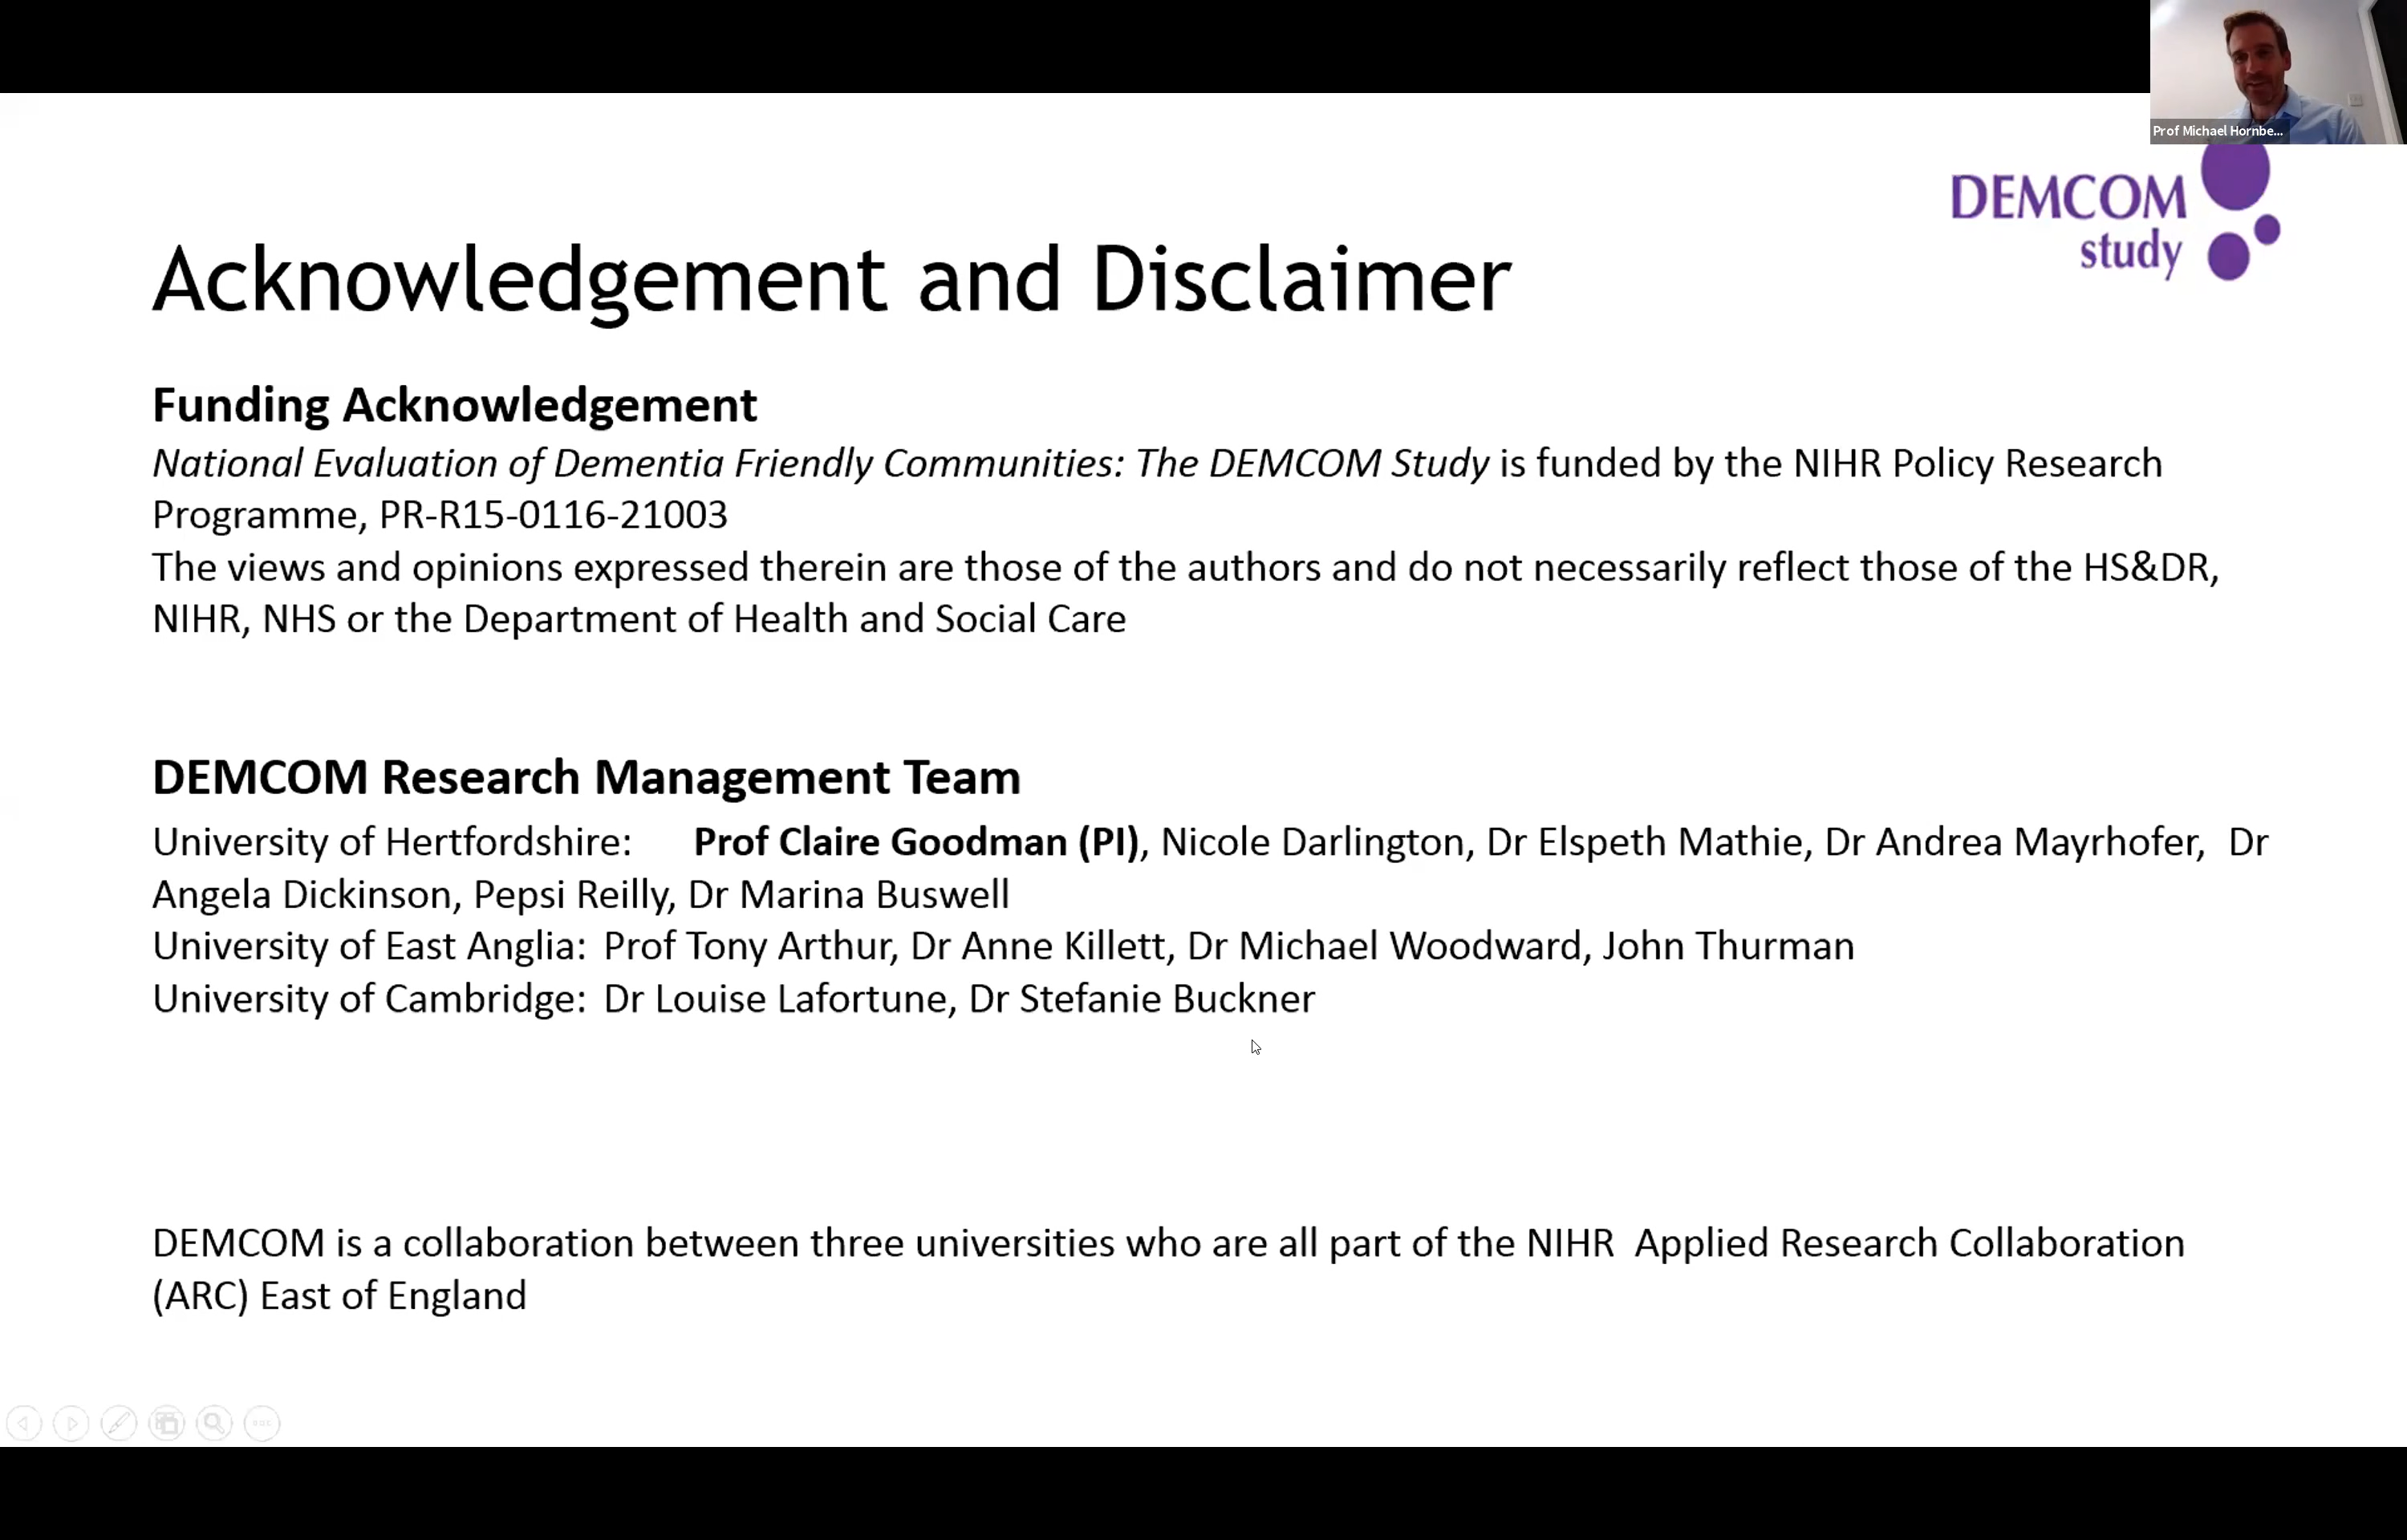 Prof Michael Hornbe...
DEMCOM
study
Acknowledgement and Disclaimer
Funding Acknowledgement
National Evaluation of Dementia Friendly Communities: The DEMCOM Study is funded by the NIHR Policy Research
Programme, PR-R15-0116-21003
The views and opinions expressed therein are those of the authors and do not necessarily reflect those of the HS&DR,
NIHR, NHS or the Department of Health and Social Care
DEMCOM Research Management Team
University of Hertfordshire: Prof Claire Goodman (PI), Nicole Darlington, Dr Elspeth Mathie, Dr Andrea Mayrhofer, Dr
Angela Dickinson, Pepsi Reilly, Dr Marina Buswell
University of East Anglia: Prof Tony Arthur, Dr Anne Killett, Dr Michael Woodward, John Thurman
University of Cambridge: Dr Louise Lafortune, Dr Stefanie Buckner
DEMCOM is a collaboration between three universities who are all part of the NIHR Applied Research Collaboration
(ARC) East of England